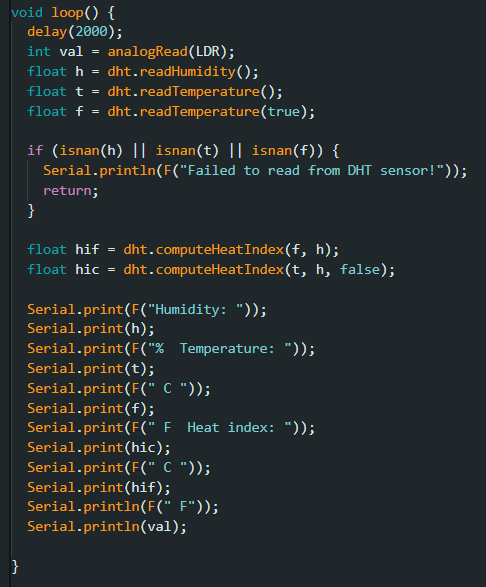 void loop() {
  delay(2000);
  int val = analogRead(LDR);
  float h = dht.readHumidity();
  float t = dht.readTemperature();
  float f = dht.readTemperature(true);

  if (isnan(h) || isnan(t) || isnan(f)) {
    Serial.println(F("Failed to read from DHT sensor!"));
    return;
  }

  float hif = dht.computeHeatIndex(f, h);
  float hic = dht.computeHeatIndex(t, h, false);

  Serial.print(F("Humidity: "));
  Serial.print(h);
  Serial.print(F("%  Temperature: "));
  Serial.print(t);
  Serial.print(F(" C "));
  Serial.print(f);
  Serial.print(F(" F  Heat index: "));
  Serial.print(hic);
  Serial.print(F(" C "));
  Serial.print(hif);
  Serial.println(F(" F"));
  Serial.println(val);

}